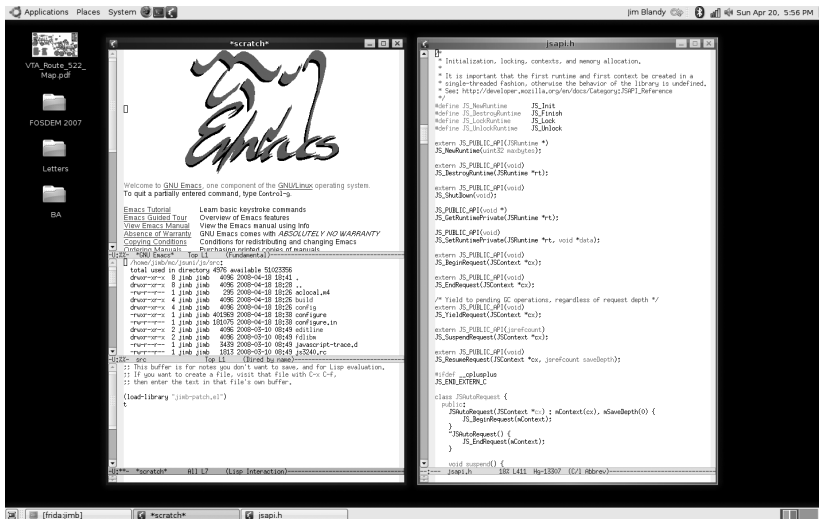 Applications Places System
Jim Blandy
Sun Apr 20, 5:56 PM
VTA_Route_522_
Map.pdf
FOSDEM 2007
Letters
BA
*scratch*
Emacs
Welcome to GNU Emacs, one component of the GNU/Linux operating system.
To quit a partially entered command, type Control-g.
Emacs Tutorial Learn basic keystroke commands
Emacs Guided Tour Overview of Emacs features
View Emacs Manual View the Emacs manual using Info
Absence of Warranty GNU Emacs comes with ABSOLUTELY NO WARRANTY
Copying Conditions Conditions for redistributing and changing Emacs
Ordering Manuals Purchasing printed copies of manuals
-U:%%- *GNU Emacs* Top L1 (Fundamental)
/home/jimb/mc/jsuni/js/src:
total used in directory 4976 available 51023356
drwxr-xr-x 8 jimb jimb 4096 2008-04-18 18:41 .
drwxr-xr-x 8 jimb jimb 4096 2008-04-18 18:28 ..
-rw-r--r-- 1 jimb jimb 295 2008-04-18 18:26 aclocal.m4
drwxr-xr-x 4 jimb jimb 4096 2008-04-18 18:26 build
drwxr-xr-x 4 jimb jimb 4096 2008-04-18 18:26 config
-rwxr-xr-x 1 jimb jimb 401969 2008-04-18 18:38 configure
-rw-r--r-- 1 jimb jimb 181075 2008-04-18 18:38 configure.in
drwxr-xr-x 2 jimb jimb 4096 2008-03-10 08:49 editline
drwxr-xr-x 2 jimb jimb 4096 2008-03-10 08:49 fdlibm
-rw-r--r-- 1 jimb jimb 3439 2008-03-10 08:49 javascript-trace.d
-rw-r--r-- 1 jimb jimb 1813 2008-03-10 08:49 js3240.rc
-U:%%- src Top L1 (Dired by name)
;; This buffer is for notes you don't want to save, and for Lisp evaluation.
;; If you want to create a file, visit that file with C-x C-f,
;; then enter the text in that file's own buffer.
(load-library "jimb-patch.el")
t
-U:**- *scratch* All L7 (Lisp Interaction)
jsapi.h
/*
* Initialization, locking, contexts, and memory allocation.
*
* It is important that the first runtime and first context be created in a
* single-threaded fashion, otherwise the behavior of the library is undefined.
* See: http://developer.mozilla.org/en/docs/Category:JSAPI_Reference
*/
#define JS_NewRuntime JS_Init
#define JS_DestroyRuntime JS_Finish
#define JS_LockRuntime JS_Lock
#define JS_UnlockRuntime JS_Unlock
extern JS_PUBLIC_API(JSRuntime *)
JS_NewRuntime(uint32 maxbytes);
extern JS_PUBLIC_API(void)
JS_DestroyRuntime(JSRuntime *rt);
extern JS_PUBLIC_API(void)
JS_ShutDown(void);
JS_PUBLIC_API(void *)
JS_GetRuntimePrivate(JSRuntime *rt);
JS_PUBLIC_API(void)
JS_SetRuntimePrivate(JSRuntime *rt, void *data);
extern JS_PUBLIC_API(void)
JS_BeginRequest(JSContext *cx);
extern JS_PUBLIC_API(void)
JS_EndRequest(JSContext *cx);
/* Yield to pending GC operations, regardless of request depth */
extern JS_PUBLIC_API(void)
JS_YieldRequest(JSContext *cx);
extern JS_PUBLIC_API(jsrefcount)
JS_SuspendRequest(JSContext *cx);
extern JS_PUBLIC_API(void)
JS_ResumeRequest(JSContext *cx, jsrefcount saveDepth);
#ifdef __cplusplus
JS_END_EXTERN_C
class JSAutoRequest {
public:
JSAutoRequest(JSContext *cx) : mContext(cx), mSaveDepth(0) {
JS_BeginRequest(mContext);
}
~JSAutoRequest() {
JS_EndRequest(mContext);
}
void suspend() {
jsapi.h 18% L411 Hg-13307 (C/l Abbrev)
[frida:jimb]
*scratch*
jsapi.h